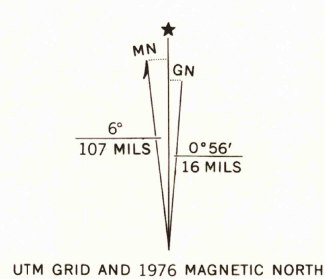 MN
GN
6°
107 MILS
0°56′
16 MILS
UTM GRID AND 1976 MAGNETIC NORTH